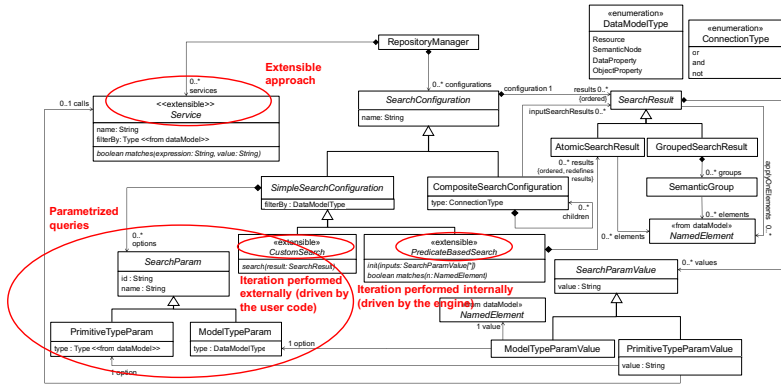 «enumeration»
DataModelType
Resource
SemanticNode
DataProperty
ObjectProperty
«enumeration»
ConnectionType
or
and
not
RepositoryManager
Extensible
approach
0..*
services
0..* configurations
configuration 1
results 0..*
{ordered}
inputSearchResults 0..*
0..1 calls
<<extensible>>
Service
name: String
filterBy: Type <<from dataModel>>
boolean matches(expression: String, value: String)
SearchConfiguration
name: String
SearchResult
AtomicSearchResult
GroupedSearchResult
0..* results
{ordered, redefines
results}
0..* groups
applyOnElements
SimpleSearchConfiguration
filterBy : DataModelType
CompositeSearchConfiguration
type: ConnectionType
0..*
children
SemanticGroup
0..* elements
0..*
Parametrized
queries
0..*
options
«extensible»
CustomSearch
search(result: SearchResult)
«extensible»
PredicateBasedSearch
init(inputs: SearchParamValue[*])
boolean matches(n: NamedElement)
0..* elements
«from dataModel»
NamedElement
SearchParam
id : String
name : String
Iteration performed
externally (driven by
the user code)
Iteration performed internally
(driven by the engine)
SearchParamValue
value : String
0..* values
«from dataModel»
NamedElement
1 value
PrimitiveTypeParam
type : Type <<from dataModel>>
ModelTypeParam
type : DataModelType
1 option
1 option
ModelTypeParamValue
PrimitiveTypeParamValue
value : String